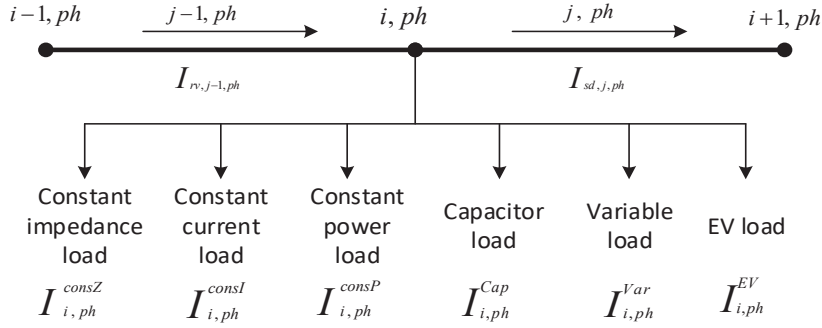 i−1, ph
j−1, ph
i, ph
j, ph
i+1, ph
I rv, j−1, ph
I sd, j, ph
Constant impedance load
Constant current load
Constant power load
Capacitor load
Variable load
EV load
I consZ i, ph
I consI i, ph
I consP i, ph
I Cap i,ph
I Var i,ph
I EV i,ph